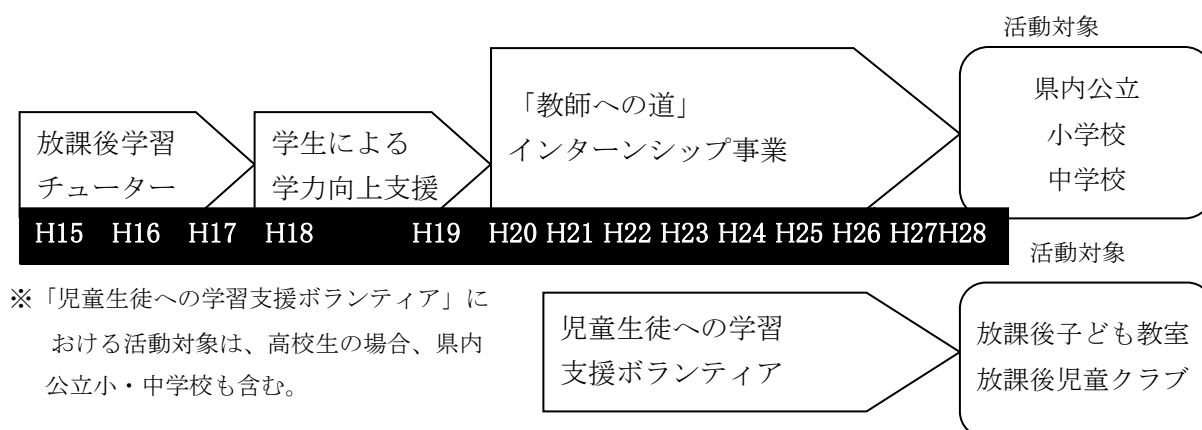 活動対象
県内公立
小学校
中学校
「教師への道」
インターンシップ事業
学生による
学力向上支援
放課後学習
チューター
H15 H16 H17 H18 H19 H20 H21 H22 H23 H24 H25 H26 H27H28
活動対象
※「児童生徒への学習支援ボランティア」に
おける活動対象は、高校生の場合、県内
公立小・中学校も含む。
児童生徒への学習
支援ボランティア
放課後子ども教室
放課後児童クラブ